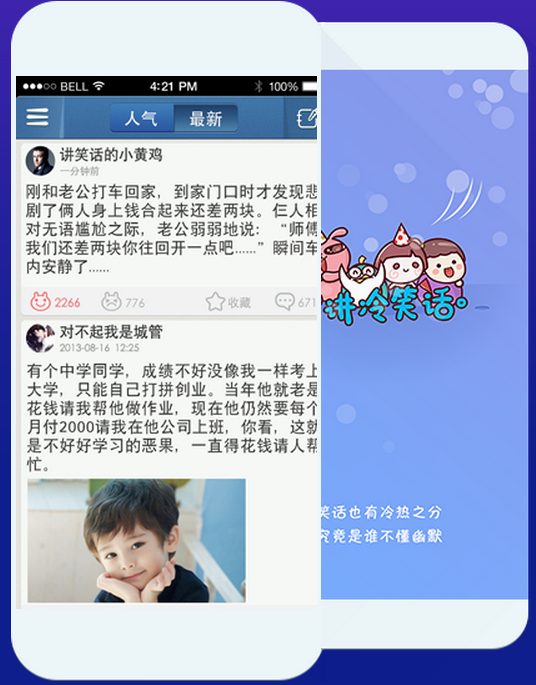 BELL 4:21 PM 100%
人气 最新
讲笑话的小黄鸡
一分钟前
刚和老公打车回家，到家门口时才发现悲
剧了俩人身上钱合起来还差两块。仨人相
对无语尴尬之际，老公弱弱地说：“师傅
我们还差两块你往回开一点吧......”瞬间车
内安静了......
2266 776 收藏 671
对不起我是城管
2013-08-16 12:25
有个中学同学，成绩不好没像我一样考上
大学，只能自己打拼创业。当年他就老是
花钱请我帮他做作业，现在他仍然要每个
月付2000请我在他公司上班，你看，这就
是不好好学习的恶果，一直得花钱请人帮
忙。
讲冷笑话
笑话也有冷热之分
究竟是谁不懂幽默